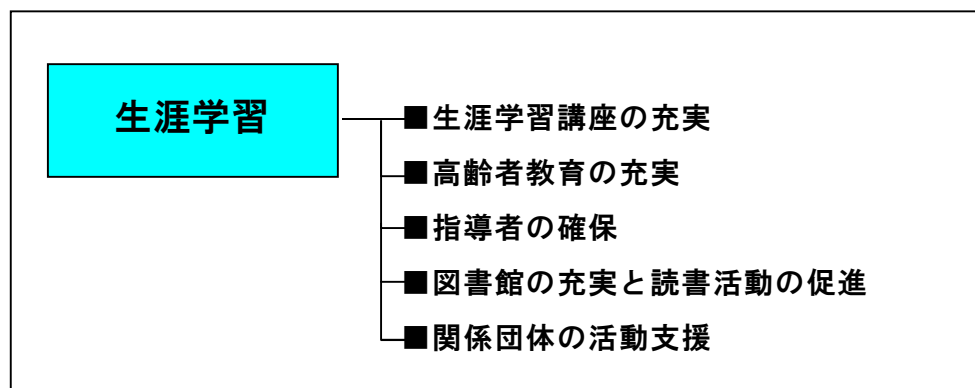 生涯学習
■生涯学習講座の充実
■高齢者教育の充実
■指導者の確保
■図書館の充実と読書活動の促進
■関係団体の活動支援